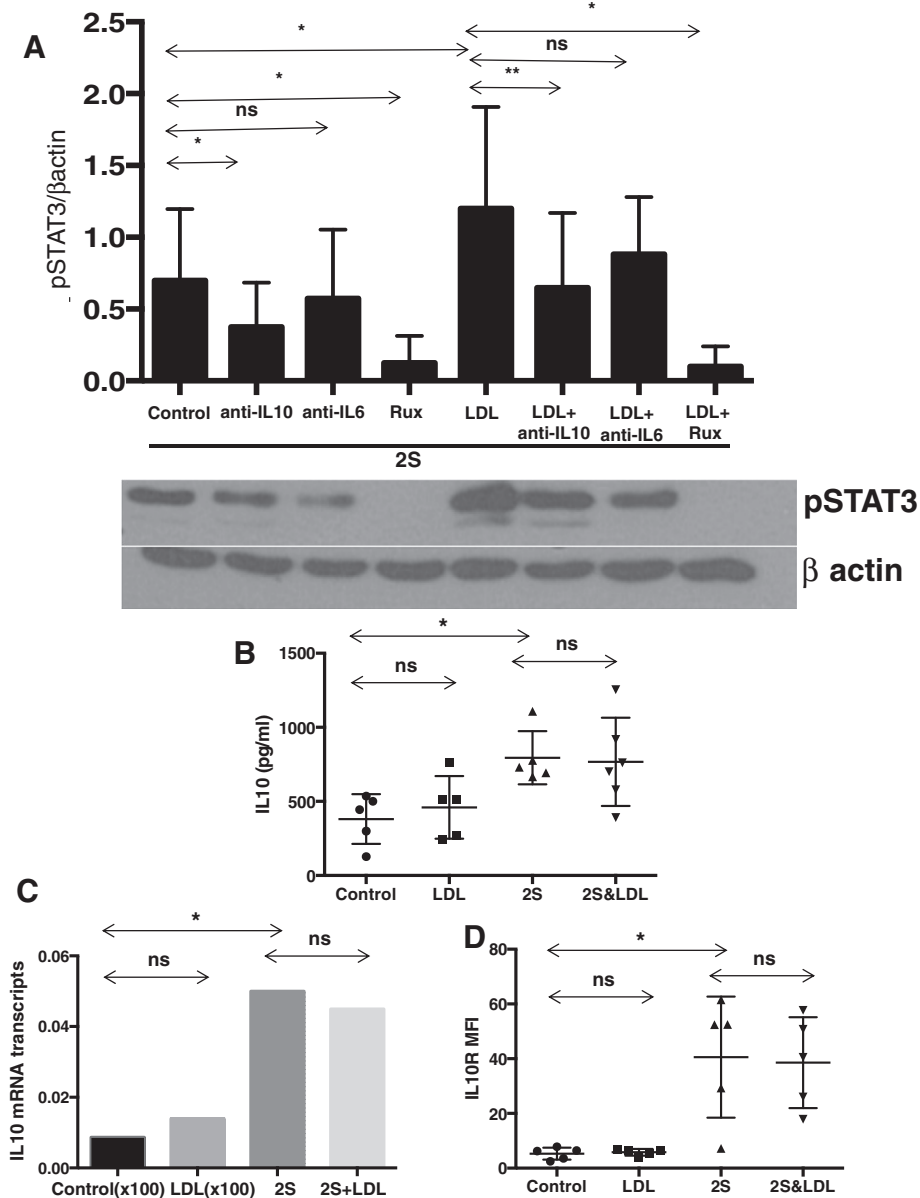 A
2.5
2.0
1.5
1.0
0.5
0.0
- pSTAT3/βactin
*
*
ns
*
*
ns
**
Control anti-IL10 anti-IL6 Rux LDL LDL+ LDL+ LDL+
anti-IL10 anti-IL6 Rux
2S
pSTAT3
β actin
B
1500
1000
500
0
IL10 (pg/ml)
*
ns
ns
Control LDL 2S 2S&LDL
C
0.06
0.04
0.02
0.00
IL10 mRNA transcripts
*
ns
ns
Control(x100) LDL(x100) 2S 2S+LDL
D
80
60
40
20
0
IL10R MFI
*
ns
ns
Control LDL 2S 2S&LDL